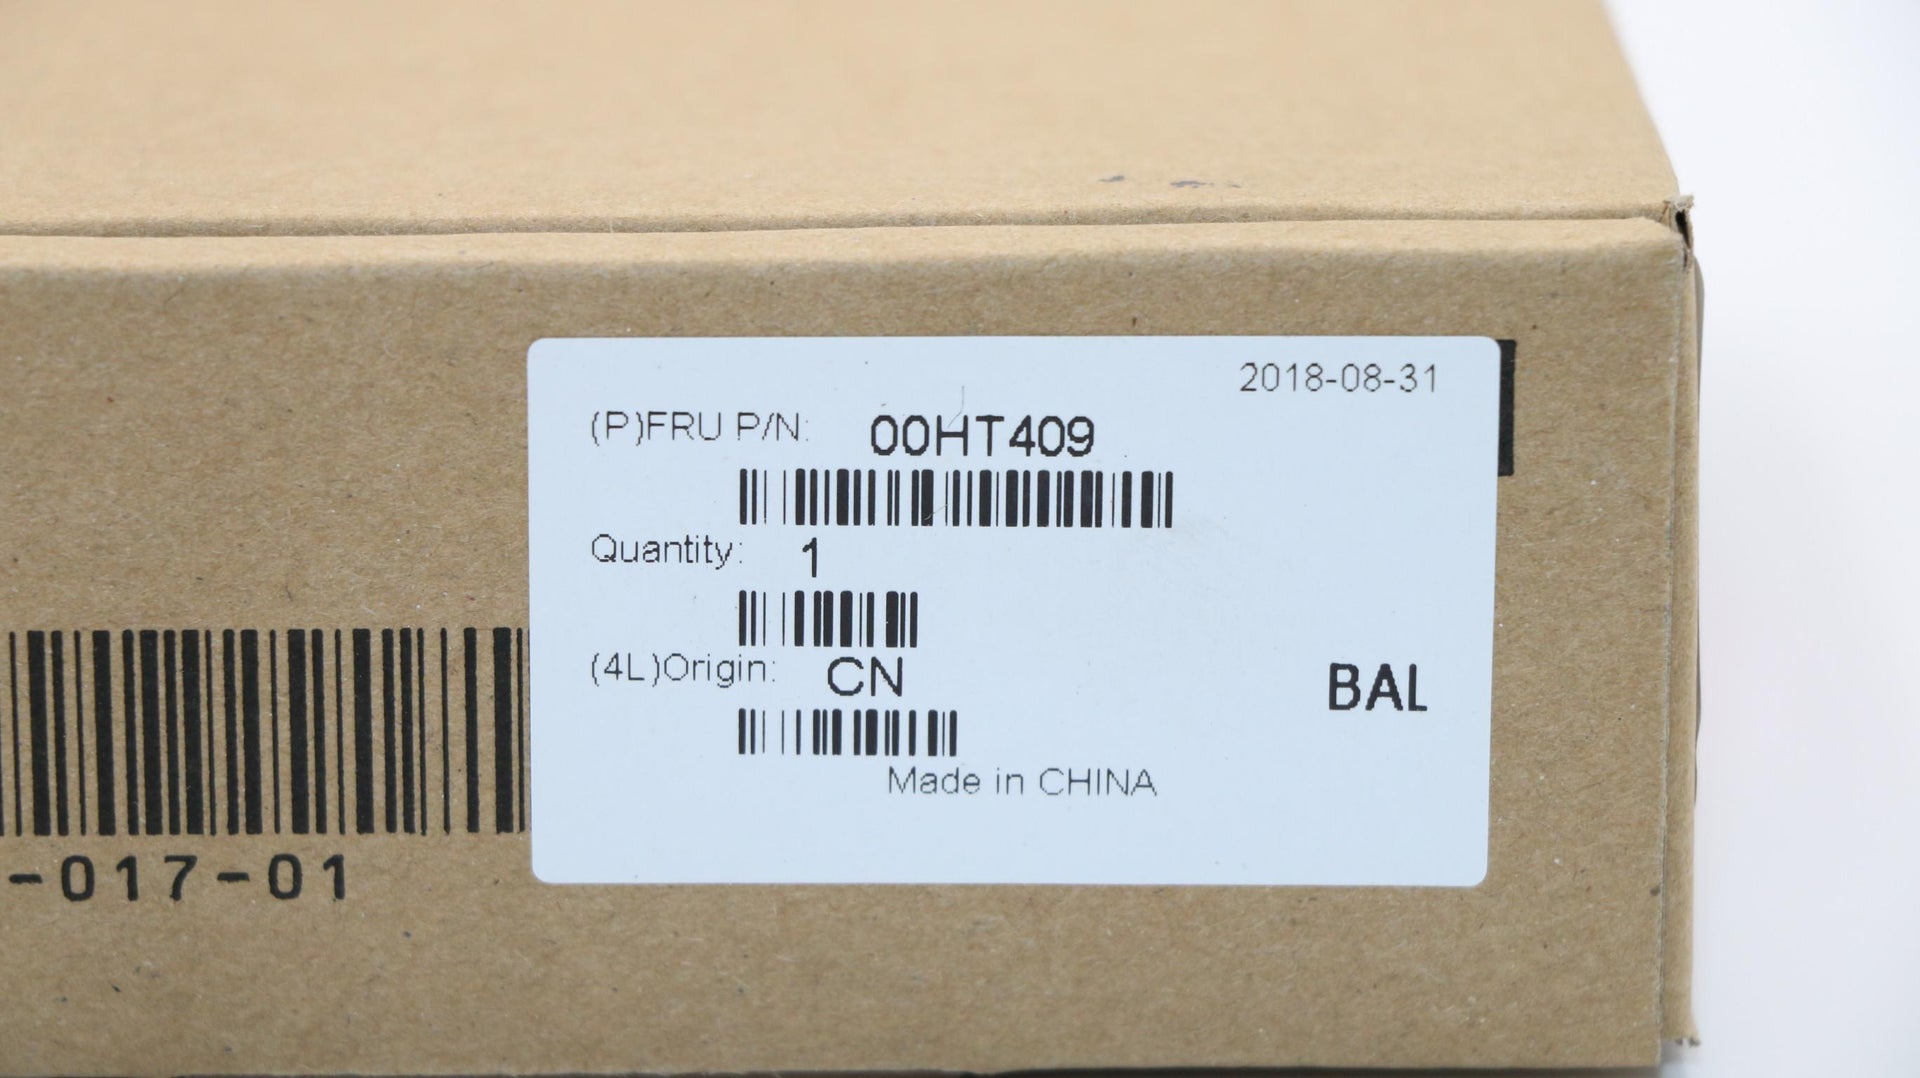 2018-08-31
(P)FRU P/N: 00HT409
Quantity: 1
(4L)Origin: CN
BAL
Made in CHINA
-017-01